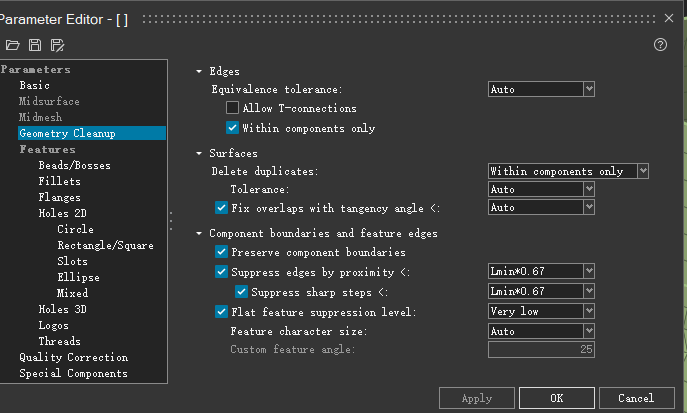 Parameter Editor - [ ]
Parameters
Basic
Midsurface
Midmesh
Geometry Cleanup
Features
Beads/Bosses
Fillets
Flanges
Holes 2D
Circle
Rectangle/Square
Slots
Ellipse
Mixed
Holes 3D
Logos
Threads
Quality Correction
Special Components
Edges
Equivalence tolerance: Auto
Allow T-connections
Within components only
Surfaces
Delete duplicates: Within components only
Tolerance: Auto
Fix overlaps with tangency angle <: Auto
Component boundaries and feature edges
Preserve component boundaries
Suppress edges by proximity <: Lmin*0.67
Suppress sharp steps <: Lmin*0.67
Flat feature suppression level: Very low
Feature character size: Auto
Custom feature angle: 25
Apply OK Cancel